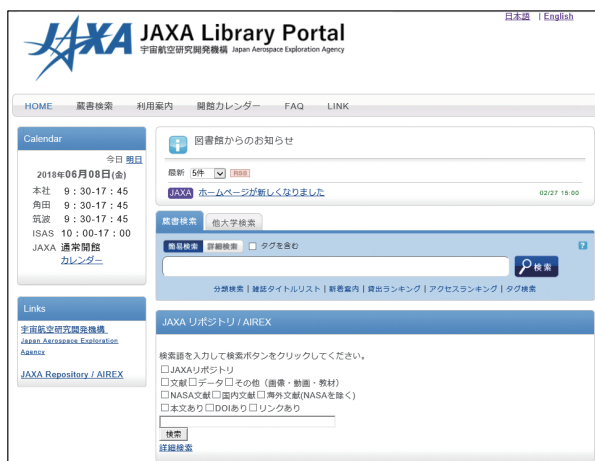 日本語 | English
JAXA
JAXA Library Portal
宇宙航空研究開発機構 Japan Aerospace Exploration Agency
HOME 蔵書検索 利用案内 開館カレンダー FAQ LINK
Calendar
今日 明日
2018年06月08日(金)
本社 9：30-17：45
角田 9：30-17：45
筑波 9：30-17：45
ISAS 10：00-17：00
JAXA 通常開館
カレンダー
Links
宇宙航空研究開発機構
Japan Aerospace Exploration
Agency
JAXA Repository / AIREX
図書館からのお知らせ
最新 5件 RSS
JAXA ホームページが新しくなりました 02/27 15:00
蔵書検索 他大学検索
簡易検索 詳細検索 タグを含む ?
検索
分類検索 | 雑誌タイトルリスト | 新着案内 | 貸出ランキング | アクセスランキング | タグ検索
JAXA リポジトリ / AIREX
検索語を入力して検索ボタンをクリックしてください。
□JAXAリポジトリ
□文献□データ□その他（画像・動画・教材）
□NASA文献□国内文献□海外文献(NASAを除く)
□本文あり□DOIあり□リンクあり
検索
詳細検索